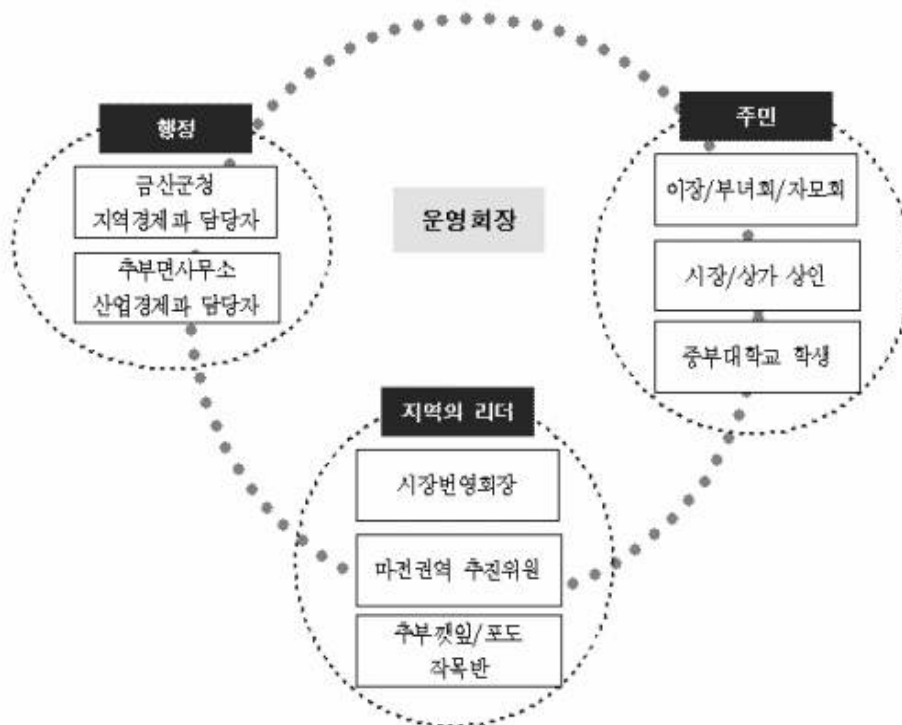 행정
금산군청
지역경제과 담당자
추부면사무소
산업경제과 담당자
운영회장
주민
이장/부녀회/자모회
시장/상가 상인
중부대학교 학생
지역의 리더
시장번영회장
마전권역 추진위원
추부깻잎/포도
작목반